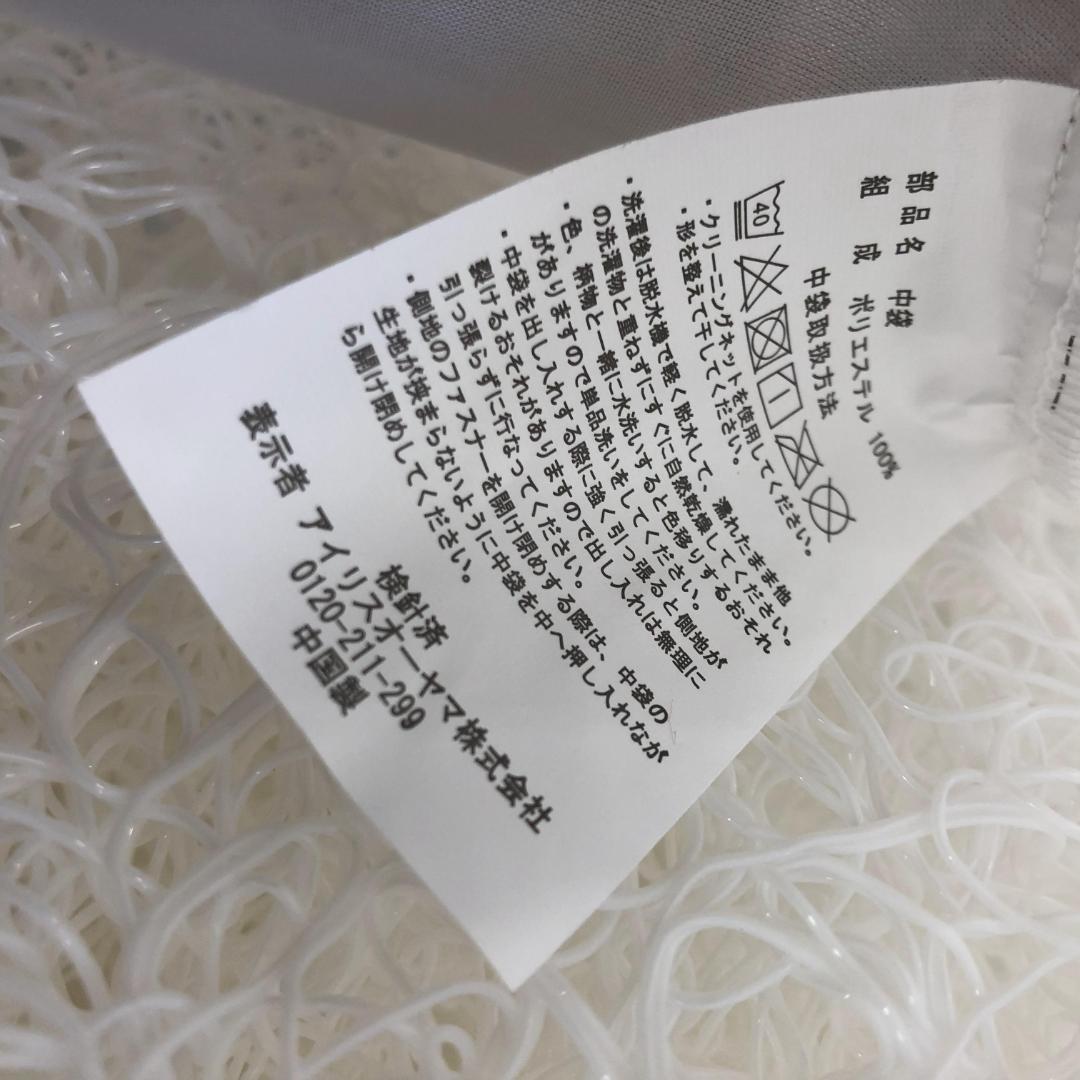 部品名 中袋
組成 ポリエステル 100%
中袋取扱方法
40
・クリーニングネットを使用してください。
・形を整えて干してください。
・洗濯後は脱水機で軽く脱水して、濡れたまま他
の洗濯物と重ねずにすぐに自然乾燥してください。
・色、柄物と一緒に水洗いすると色移りするおそれ
がありますので単品洗いをしてください。
・中袋を出し入れする際に強く引っ張ると側地が
裂けるおそれがありますので出し入れは無理に
引っ張らずに行なってください。
・側地のファスナーを開け閉めする際は、中袋の
生地が挟まらないように中袋を中へ押し入れなが
ら開け閉めしてください。
検針済
表示者 アイリスオーヤマ株式会社
0120-211-299
中国製